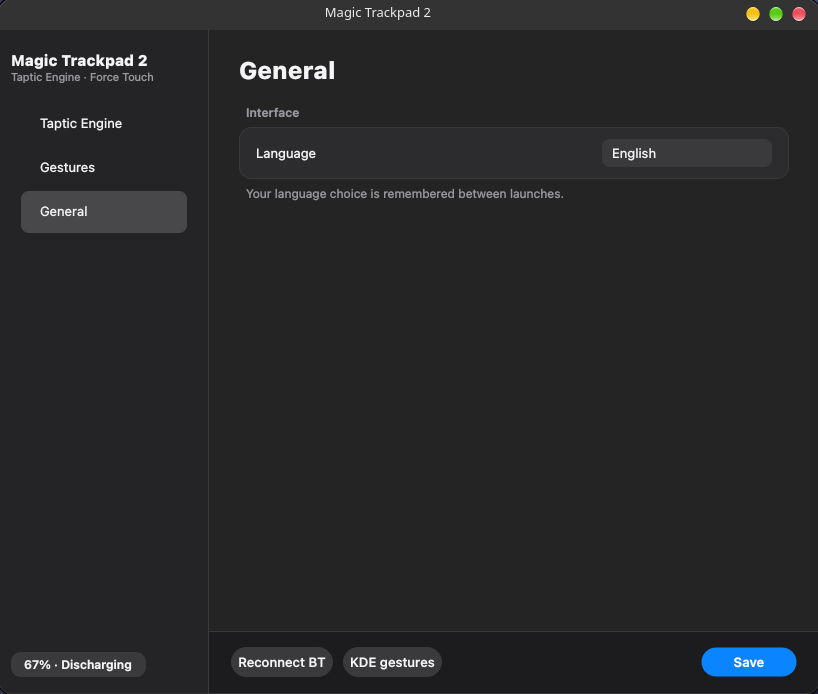 Magic Trackpad 2
Magic Trackpad 2
Taptic Engine · Force Touch
Taptic Engine
Gestures
General
67% · Discharging
General
Interface
Language
English
Your language choice is remembered between launches.
Reconnect BT
KDE gestures
Save